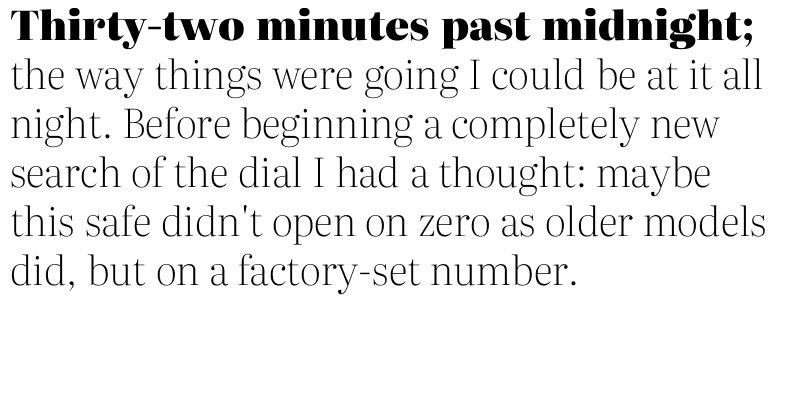 Thirty-two minutes past midnight;
the way things were going I could be at it all
night. Before beginning a completely new
search of the dial I had a thought: maybe
this safe didn't open on zero as older models
did, but on a factory-set number.